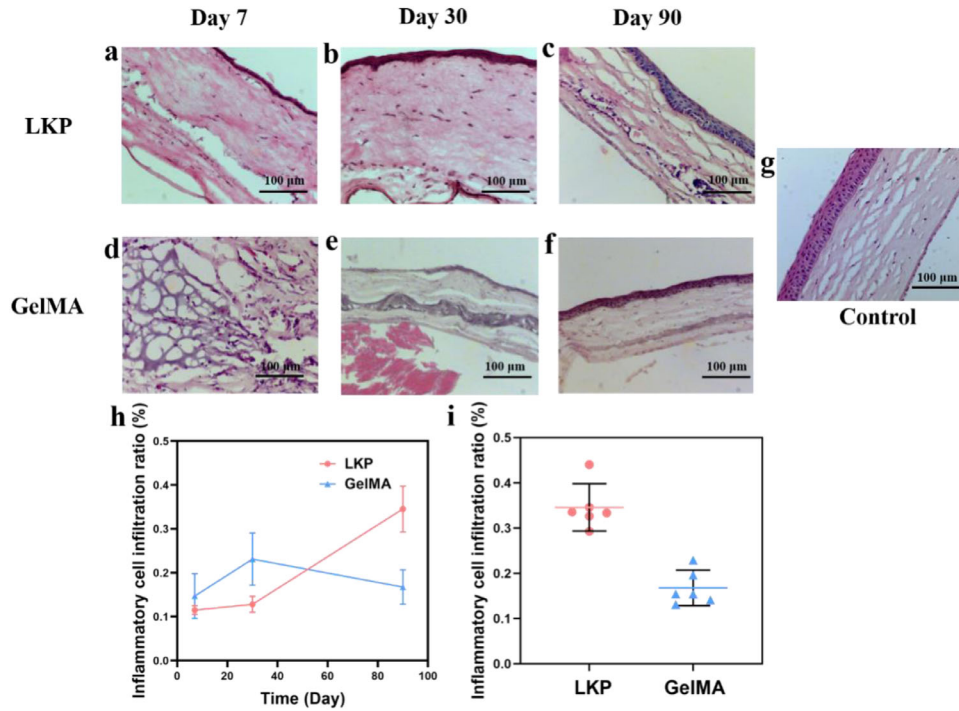 Day 7 Day 30 Day 90
a b c
LKP
100 μm 100 μm 100 μm
g
d e f
GelMA
100 μm 100 μm 100 μm
100 μm
Control
h
Inflammatory cell infiltration ratio (%)
0.5
0.4
0.3
0.2
0.1
0.0
LKP
GelMA
0 20 40 60 80 100
Time (Day)
i
Inflammatory cell infiltration ratio (%)
0.5
0.4
0.3
0.2
0.1
0.0
LKP GelMA